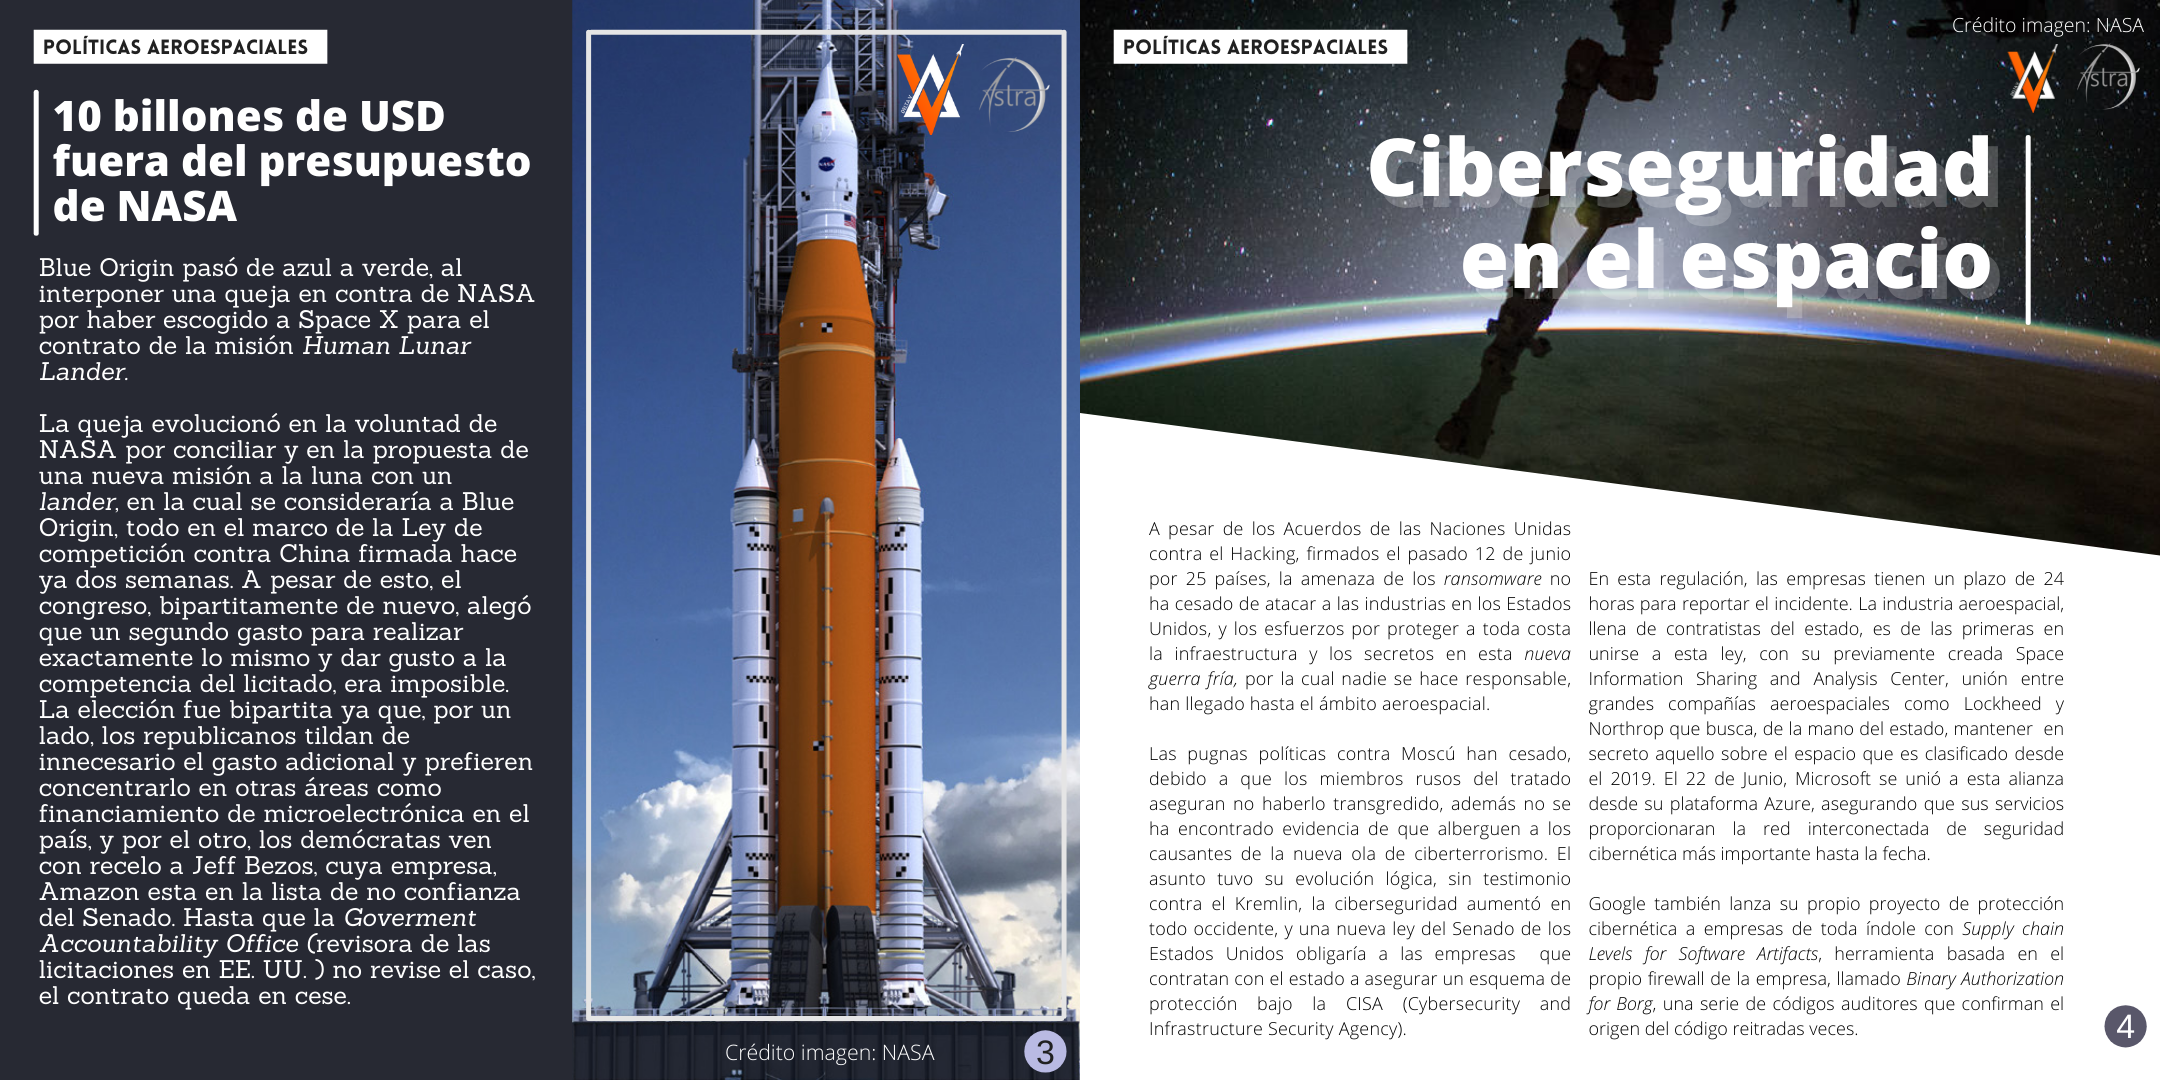 POLÍTICAS AEROESPACIALES
10 billones de USD
fuera del presupuesto
de NASA
Blue Origin pasó de azul a verde, al
interponer una queja en contra de NASA
por haber escogido a Space X para el
contrato de la misión Human Lunar
Lander.
La queja evolucionó en la voluntad de
NASA por conciliar y en la propuesta de
una nueva misión a la luna con un
lander, en la cual se consideraría a Blue
Origin, todo en el marco de la Ley de
competición contra China firmada hace
ya dos semanas. A pesar de esto, el
congreso, bipartitamente de nuevo, alegó
que un segundo gasto para realizar
exactamente lo mismo y dar gusto a la
competencia del licitado, era imposible.
La elección fue bipartita ya que, por un
lado, los republicanos tildan de
innecesario el gasto adicional y prefieren
concentrarlo en otras áreas como
financiamiento de microelectrónica en el
país, y por el otro, los demócratas ven
con recelo a Jeff Bezos, cuya empresa,
Amazon esta en la lista de no confianza
del Senado. Hasta que la Goverment
Accountability Office (revisora de las
licitaciones en EE. UU. ) no revise el caso,
el contrato queda en cese.
Astra
NASA
Crédito imagen: NASA
3
POLÍTICAS AEROESPACIALES
Crédito imagen: NASA
Astra
Ciberseguridad
en el espacio
A pesar de los Acuerdos de las Naciones Unidas
contra el Hacking, firmados el pasado 12 de junio
por 25 países, la amenaza de los ransomware no
ha cesado de atacar a las industrias en los Estados
Unidos, y los esfuerzos por proteger a toda costa
la infraestructura y los secretos en esta nueva
guerra fría, por la cual nadie se hace responsable,
han llegado hasta el ámbito aeroespacial.
Las pugnas políticas contra Moscú han cesado,
debido a que los miembros rusos del tratado
aseguran no haberlo transgredido, además no se
ha encontrado evidencia de que alberguen a los
causantes de la nueva ola de ciberterrorismo. El
asunto tuvo su evolución lógica, sin testimonio
contra el Kremlin, la ciberseguridad aumentó en
todo occidente, y una nueva ley del Senado de los
Estados Unidos obligaría a las empresas que
contratan con el estado a asegurar un esquema de
protección bajo la CISA (Cybersecurity and
Infrastructure Security Agency).
En esta regulación, las empresas tienen un plazo de 24
horas para reportar el incidente. La industria aeroespacial,
llena de contratistas del estado, es de las primeras en
unirse a esta ley, con su previamente creada Space
Information Sharing and Analysis Center, unión entre
grandes compañías aeroespaciales como Lockheed y
Northrop que busca, de la mano del estado, mantener en
secreto aquello sobre el espacio que es clasificado desde
el 2019. El 22 de Junio, Microsoft se unió a esta alianza
desde su plataforma Azure, asegurando que sus servicios
proporcionaran la red interconectada de seguridad
cibernética más importante hasta la fecha.
Google también lanza su propio proyecto de protección
cibernética a empresas de toda índole con Supply chain
Levels for Software Artifacts, herramienta basada en el
propio firewall de la empresa, llamado Binary Authorization
for Borg, una serie de códigos auditores que confirman el
origen del código reitradas veces.
4